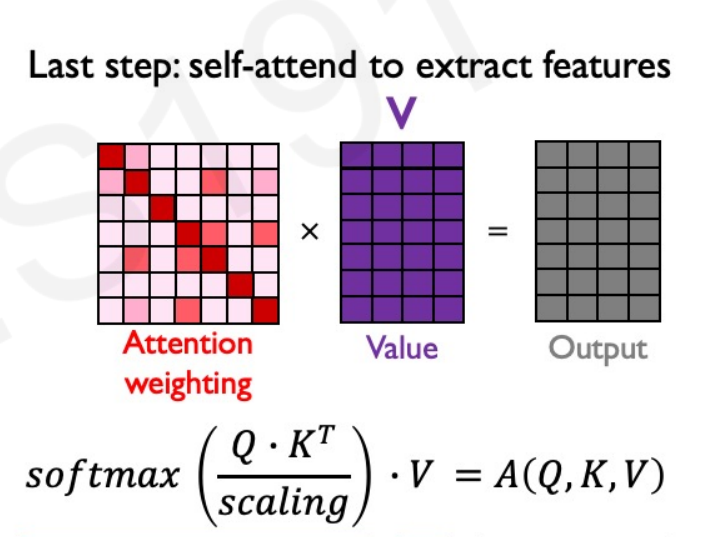 Last step: self-attend to extract features
V
× =
Attention weighting Value Output
softmax (Q · K^T / scaling) · V = A(Q, K, V)